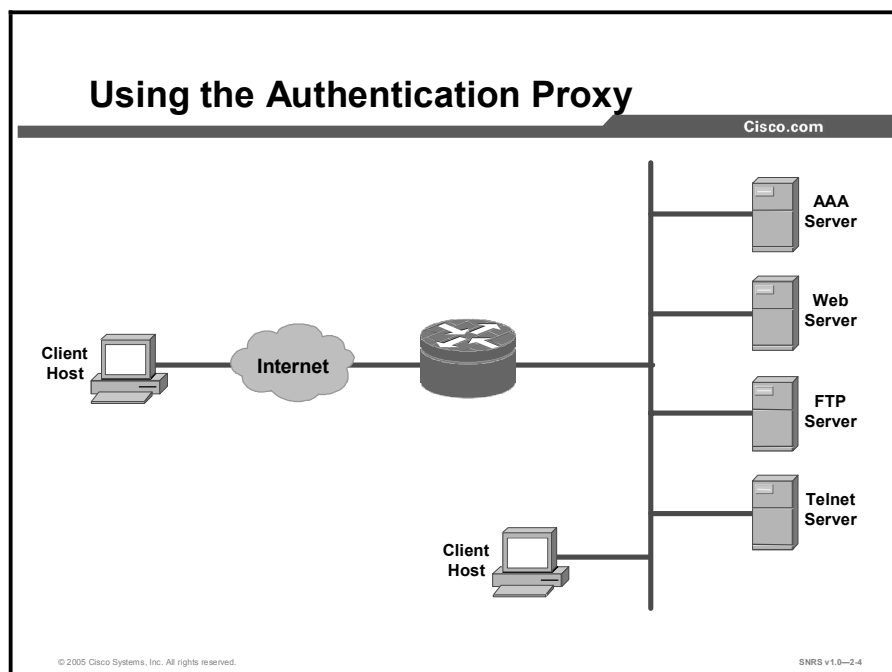 Using the Authentication Proxy
Cisco.com
AAA
Server
Web
Server
Client
Host
Internet
FTP
Server
Telnet
Server
Client
Host
© 2005 Cisco Systems, Inc. All rights reserved.
SNRS v1.0—2-4